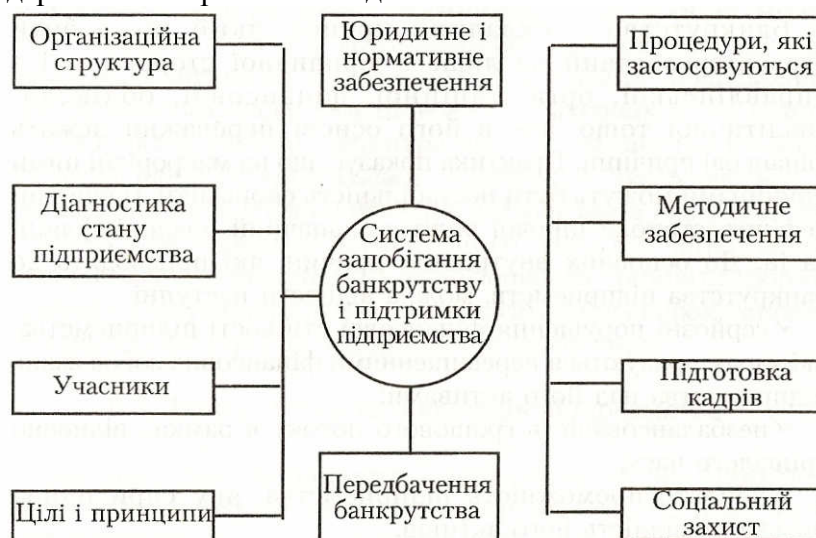 Організаційна
структура
Юридичне і
нормативне
забезпечення
Процедури, які
застосовуються
Діагностика
стану
підприємства
Система
запобігання
банкрутству
і підтримки
підприємства
Методичне
забезпечення
Учасники
Підготовка
кадрів
Цілі і принципи
Передбачення
банкрутства
Соціальний
захист